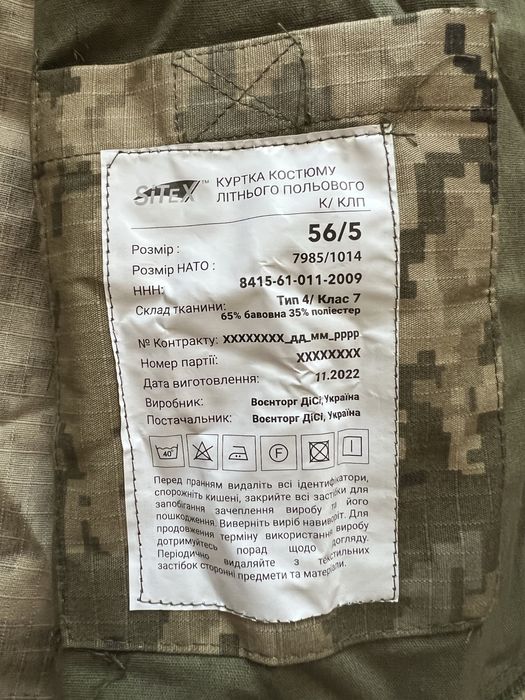 SITEX™
КУРТКА КОСТЮМУ
ЛІТНЬОГО ПОЛЬОВОГО
К/ КЛП
Розмір : 56/5
Розмір НАТО : 7985/1014
ННН: 8415-61-011-2009
Склад тканини: Тип 4/ Клас 7
65% бавовна 35% поліестер
№ Контракту: XXXXXXXX_дд_мм_рррр
Номер партії: XXXXXXXX
Дата виготовлення: 11.2022
Виробник: Воєнторг ДіСі, Україна
Постачальник: Воєнторг ДіСі, Україна
40° F
Перед пранням видаліть всі ідентифікатори,
спорожніть кишені, закрийте всі застібки для
запобігання зачеплення виробу та його
пошкодження. Виверніть виріб навиворіт. Для
продовження терміну використання виробу
дотримуйтесь порад щодо догляду.
Періодично видаляйте з текстильних
застібок сторонні предмети та матеріали.